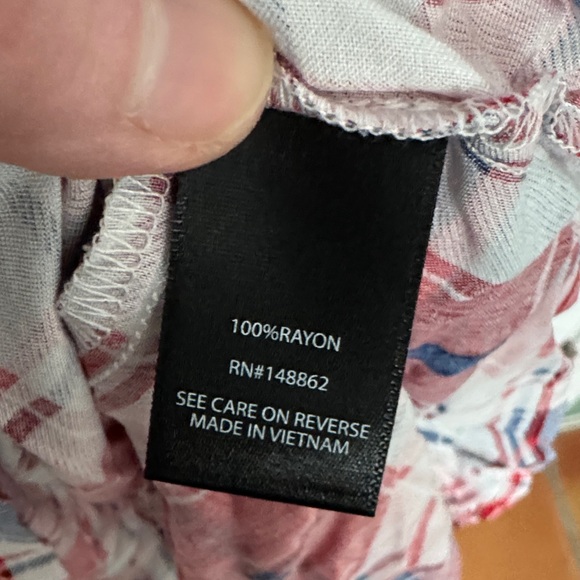 100%RAYON
RN#148862
SEE CARE ON REVERSE
MADE IN VIETNAM